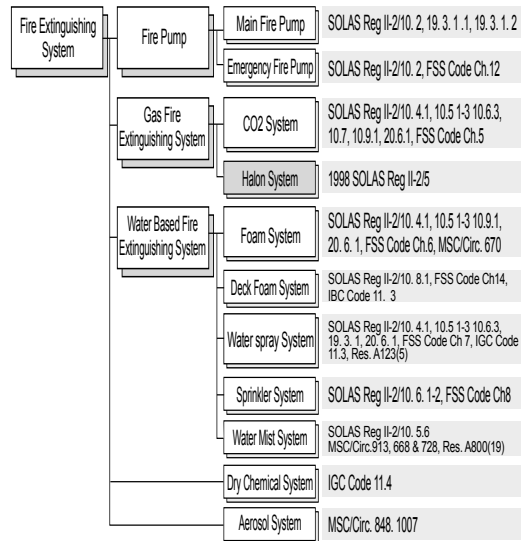 Fire Extinguishing
System
Fire Pump
Main Fire Pump
SOLAS Reg II-2/10. 2, 19. 3. 1 .1, 19. 3. 1. 2
Emergency Fire Pump
SOLAS Reg II-2/10. 2, FSS Code Ch.12
Gas Fire
Extinguishing System
CO2 System
SOLAS Reg II-2/10. 4.1, 10.5 1-3 10.6.3,
10.7, 10.9.1, 20.6.1, FSS Code Ch.5
Halon System
1998 SOLAS Reg II-2/5
Water Based Fire
Extinguishing System
Foam System
SOLAS Reg II-2/10. 4.1, 10.5 1-3 10.9.1,
20. 6. 1, FSS Code Ch.6, MSC/Circ. 670
Deck Foam System
SOLAS Reg II-2/10. 8.1, FSS Code Ch14,
IBC Code 11. 3
Water spray System
SOLAS Reg II-2/10. 4.1, 10.5 1-3 10.6.3,
19. 3. 1, 20. 6. 1, FSS Code Ch 7, IGC Code
11.3, Res. A123(5)
Sprinkler System
SOLAS Reg II-2/10. 6. 1-2, FSS Code Ch8
Water Mist System
SOLAS Reg II-2/10. 5.6
MSC/Circ.913, 668 & 728, Res. A800(19)
Dry Chemical System
IGC Code 11.4
Aerosol System
MSC/Circ. 848. 1007